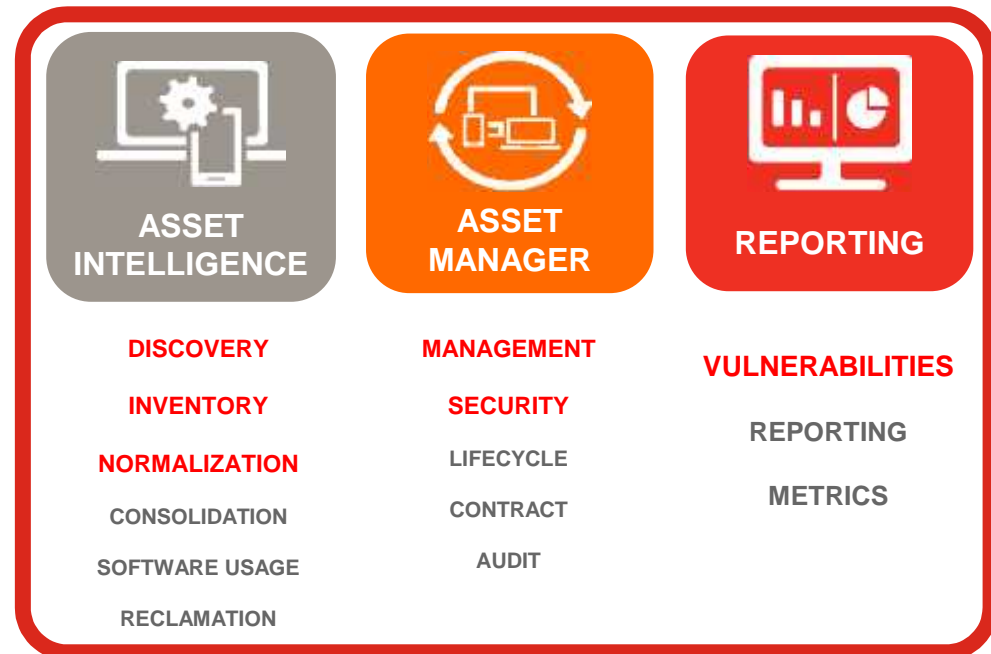 ASSET
INTELLIGENCE
DISCOVERY
INVENTORY
NORMALIZATION
CONSOLIDATION
SOFTWARE USAGE
RECLAMATION
ASSET
MANAGER
MANAGEMENT
SECURITY
LIFECYCLE
CONTRACT
AUDIT
REPORTING
VULNERABILITIES
REPORTING
METRICS